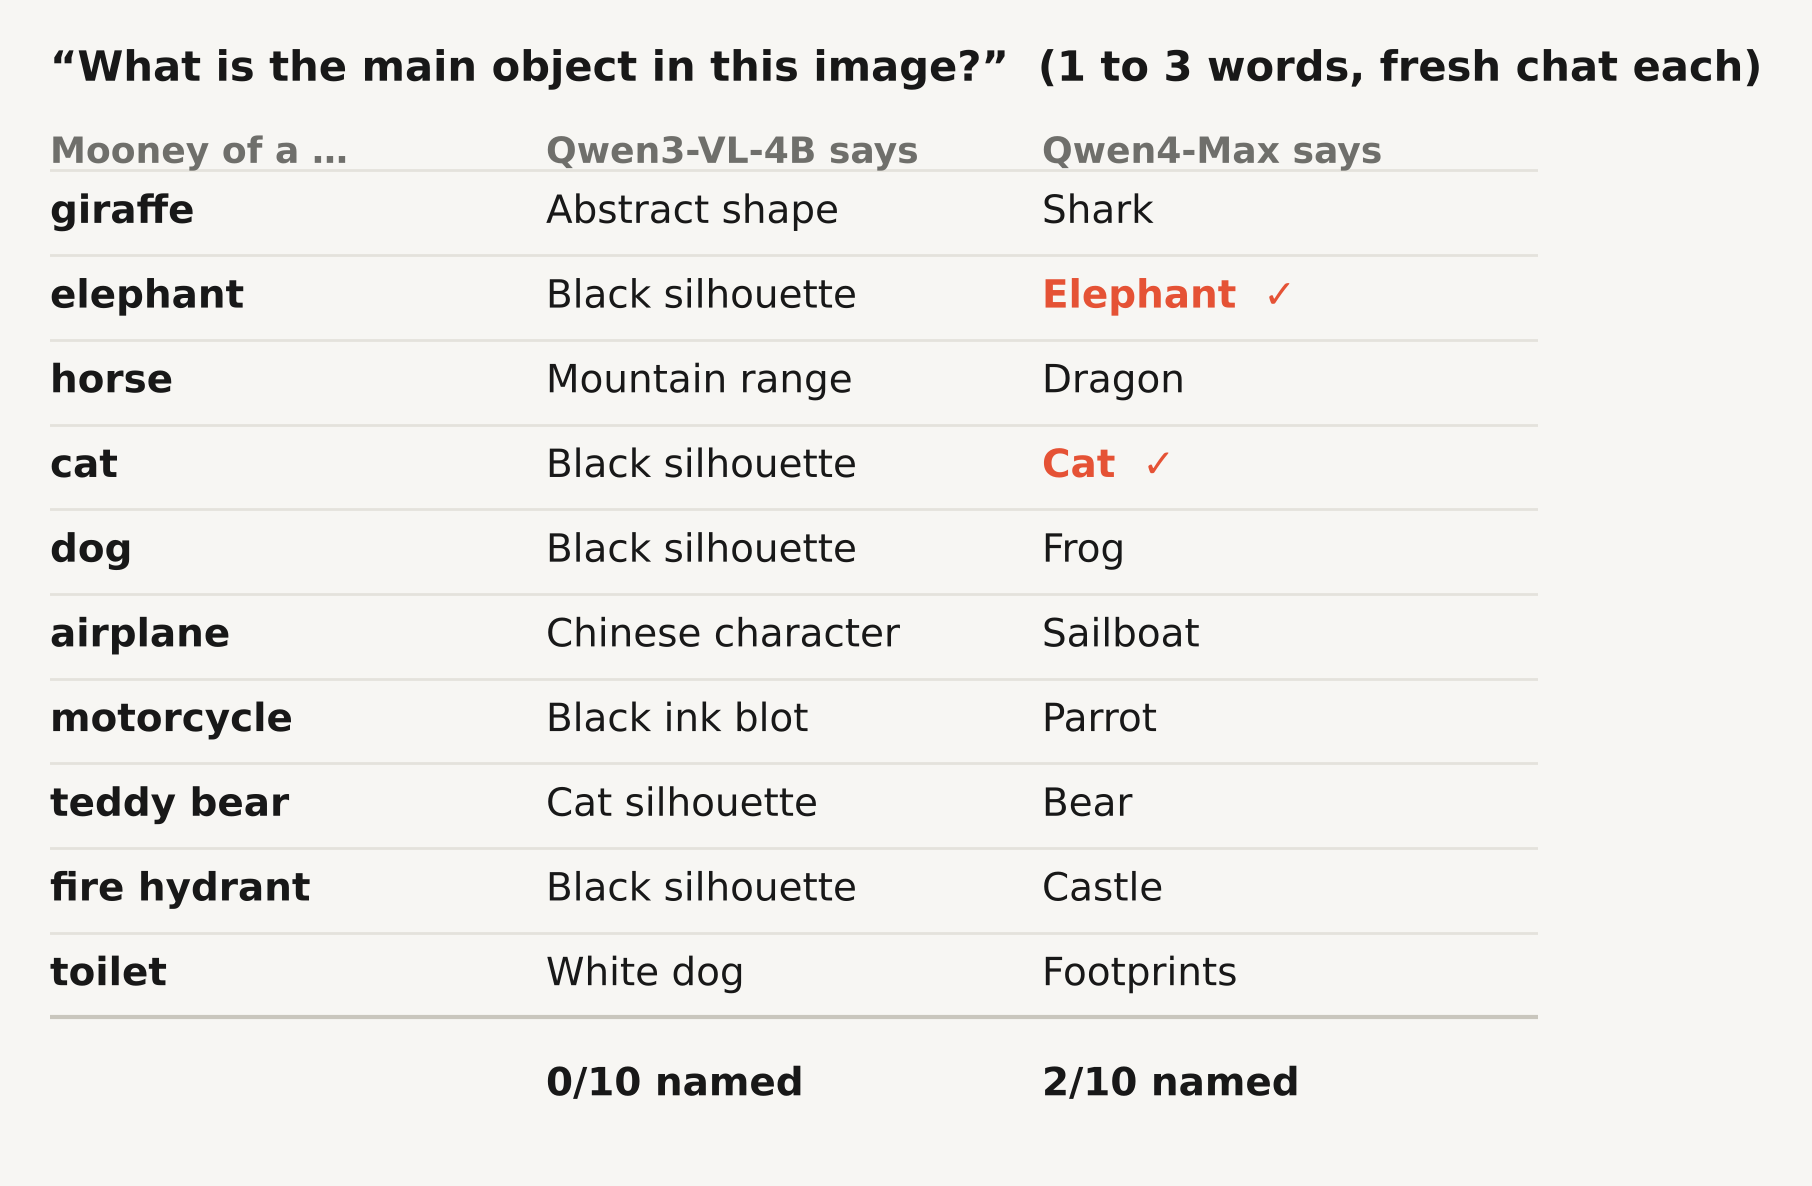 “What is the main object in this image?” (1 to 3 words, fresh chat each)
Mooney of a … Qwen3-VL-4B says Qwen4-Max says
giraffe Abstract shape Shark
elephant Black silhouette Elephant ✓
horse Mountain range Dragon
cat Black silhouette Cat ✓
dog Black silhouette Frog
airplane Chinese character Sailboat
motorcycle Black ink blot Parrot
teddy bear Cat silhouette Bear
fire hydrant Black silhouette Castle
toilet White dog Footprints
0/10 named 2/10 named